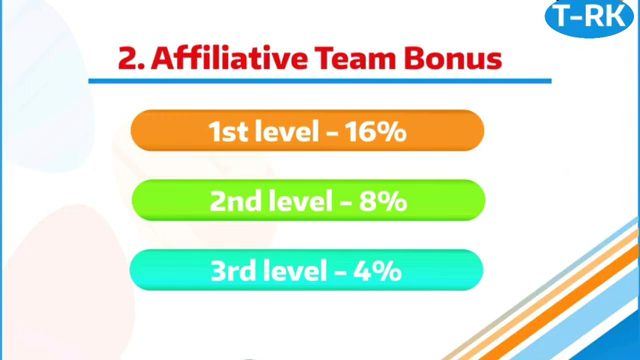 T-RK
2. Affiliative Team Bonus
1st level - 16%
2nd level - 8%
3rd level - 4%